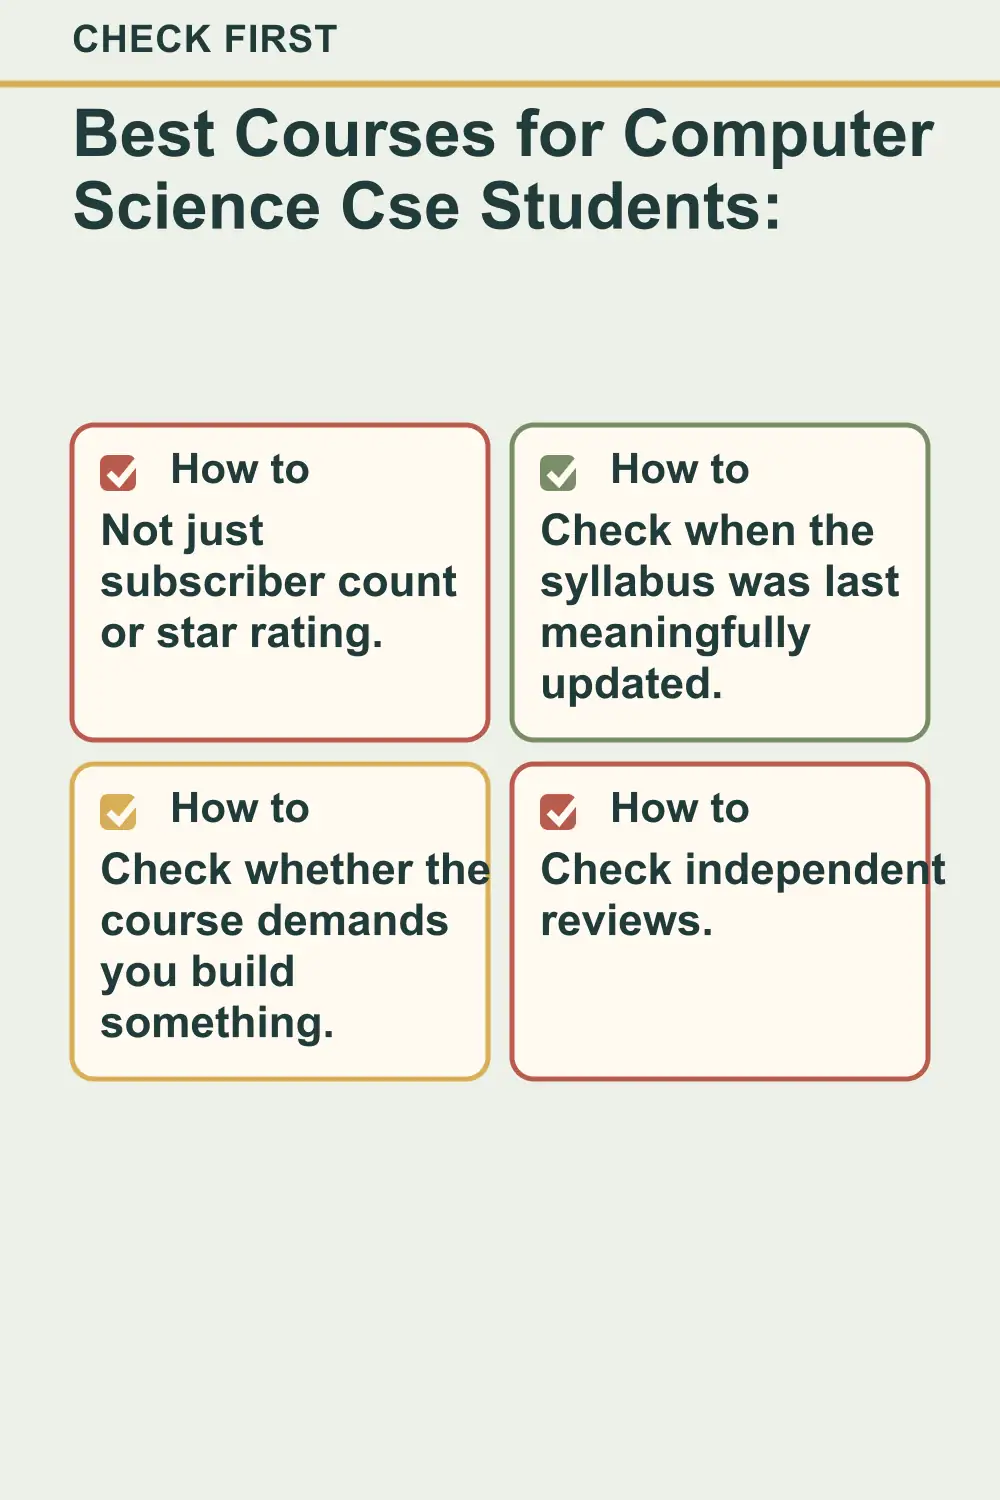 CHECK FIRST
Best Courses for Computer
Science Cse Students:
How to
Not just
subscriber count
or star rating.
How to
Check when the
syllabus was last
meaningfully
updated.
How to
Check whether the
course demands
you build
something.
How to
Check independent
reviews.